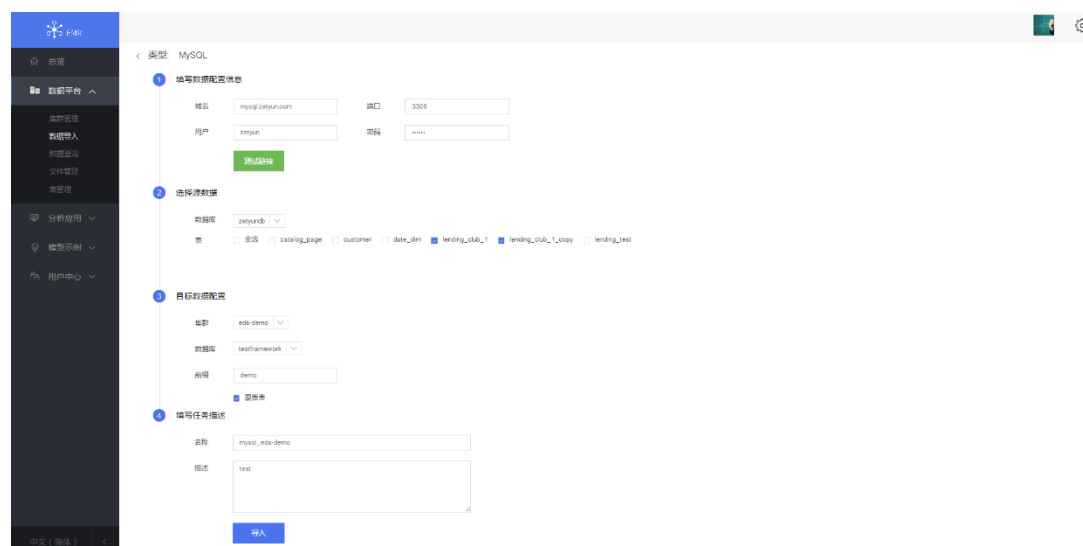 EMR
总览
数据平台
集群管理
数据导入
数据查询
文件管理
表管理
分析应用
模型示例
用户中心
中文（简体）
< 类型: MySQL
1 填写数据配置信息
域名 mysql.zetyun.com 端口 3306
用户 zetyun 密码 ······
测试链接
2 选择源数据
数据库 zetyundb
表 全选 catalog_page customer date_dim lending_club_1 lending_club_1_copy lending_test
3 目标数据配置
集群 eds-demo
数据库 testframework
前缀 demo
覆盖表
4 填写任务描述
名称 mysql_eds-demo
描述 test
导入